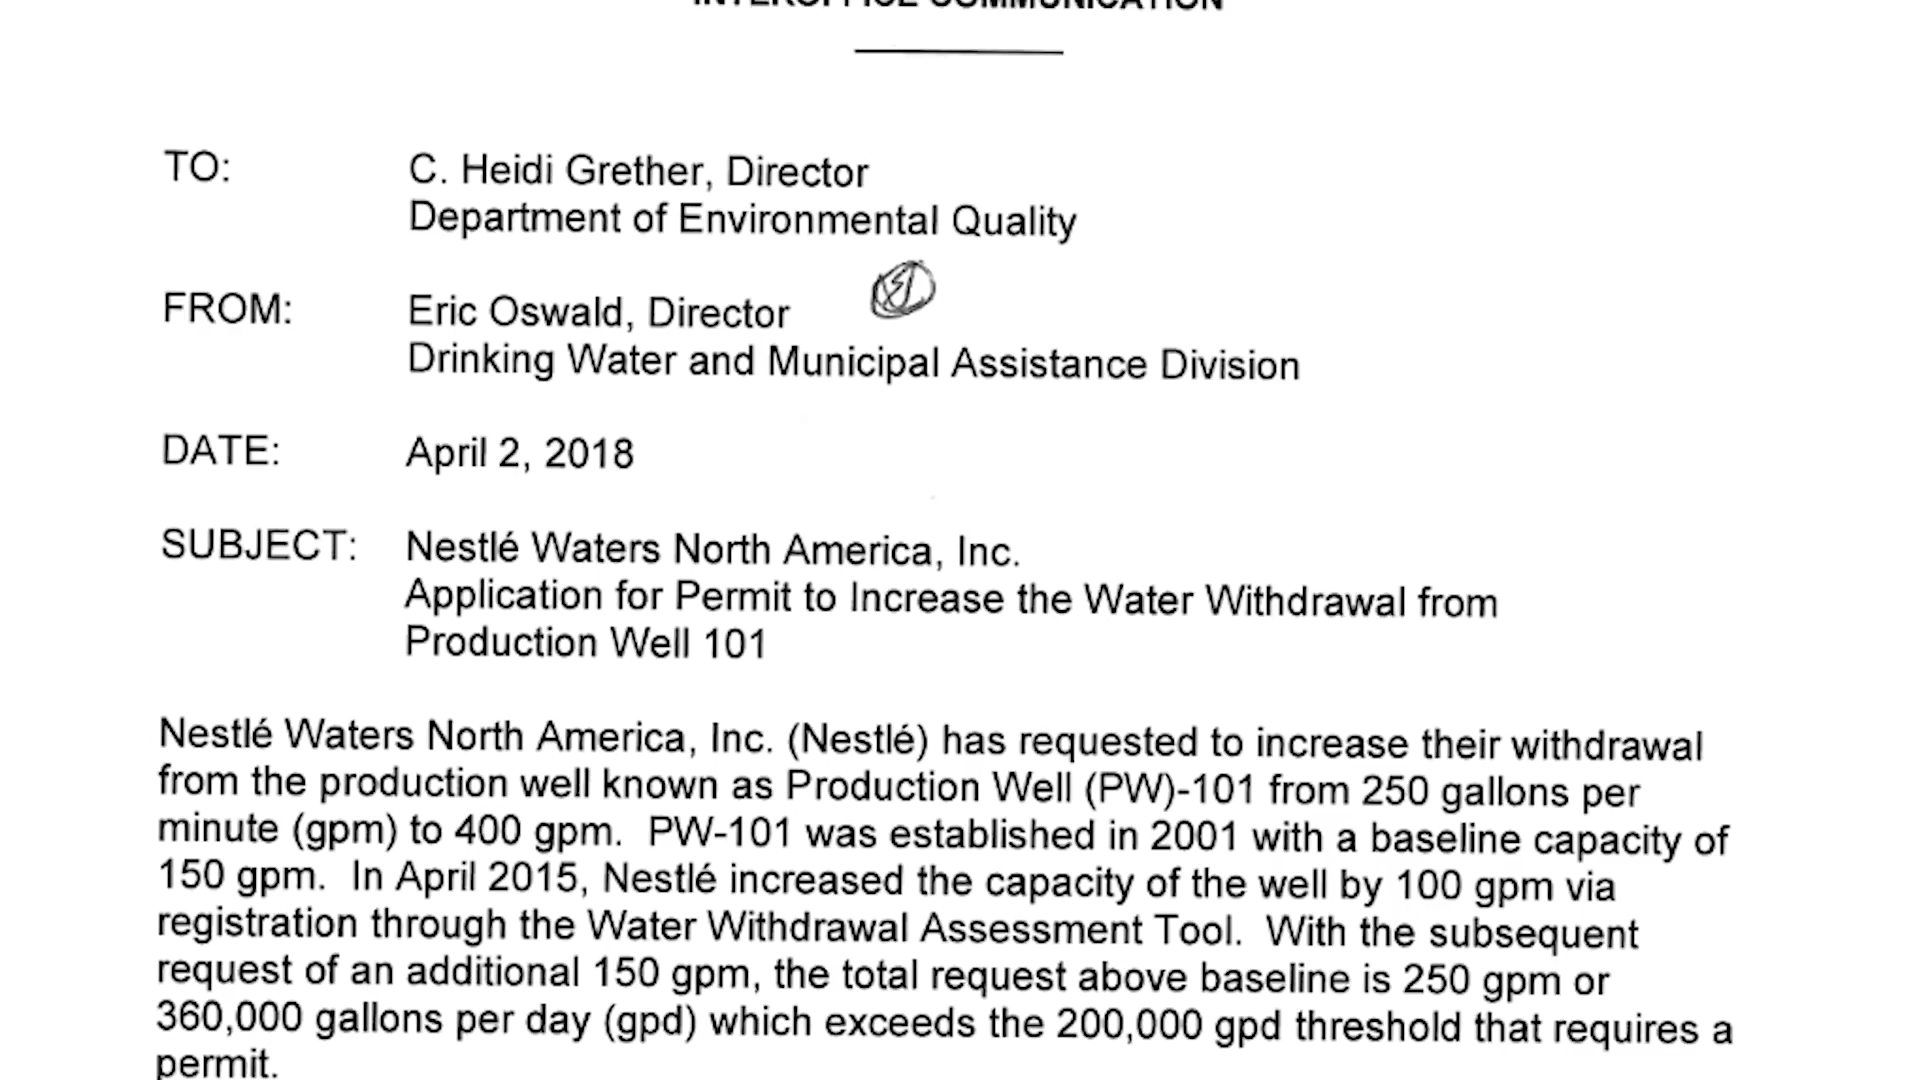 INTEROFFICE COMMUNICATION
TO: C. Heidi Grether, Director
Department of Environmental Quality
FROM: Eric Oswald, Director
Drinking Water and Municipal Assistance Division
DATE: April 2, 2018
SUBJECT: Nestlé Waters North America, Inc.
Application for Permit to Increase the Water Withdrawal from
Production Well 101
Nestlé Waters North America, Inc. (Nestlé) has requested to increase their withdrawal
from the production well known as Production Well (PW)-101 from 250 gallons per
minute (gpm) to 400 gpm. PW-101 was established in 2001 with a baseline capacity of
150 gpm. In April 2015, Nestlé increased the capacity of the well by 100 gpm via
registration through the Water Withdrawal Assessment Tool. With the subsequent
request of an additional 150 gpm, the total request above baseline is 250 gpm or
360,000 gallons per day (gpd) which exceeds the 200,000 gpd threshold that requires a
permit.